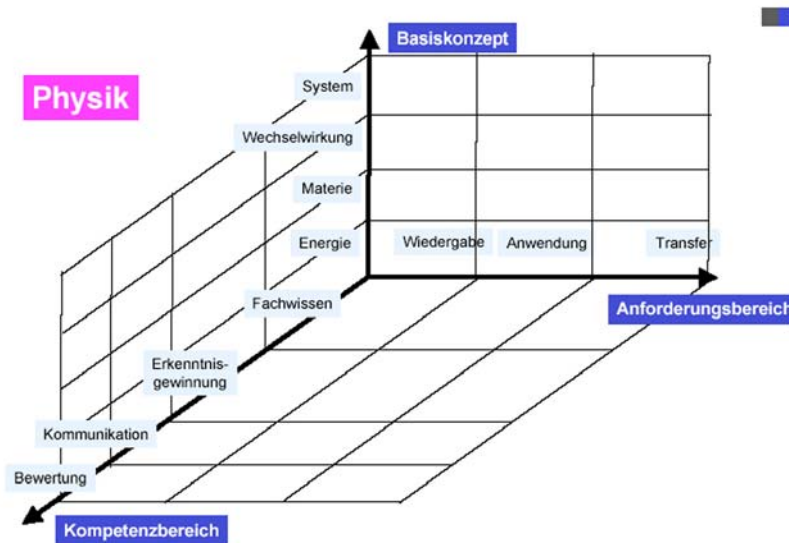 Basiskonzept
Physik
System
Wechselwirkung
Materie
Energie
Wiedergabe
Anwendung
Transfer
Fachwissen
Anforderungsbereich
Erkenntnis-
gewinnung
Kommunikation
Bewertung
Kompetenzbereich